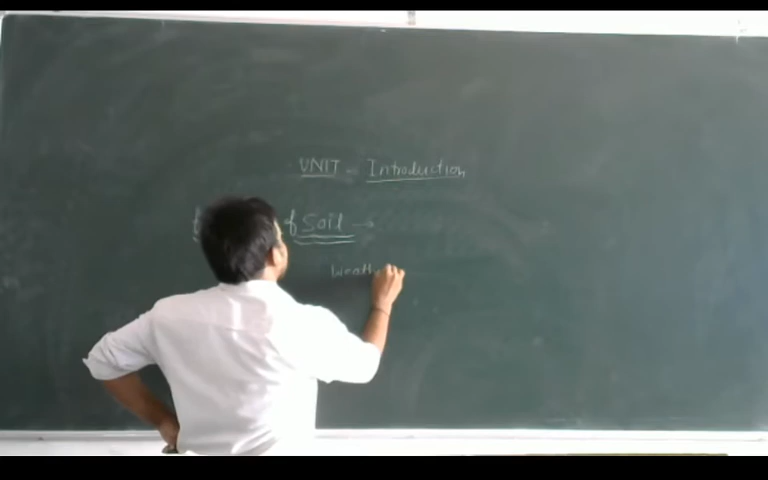 UNIT - Introduction
f Soil →
Weath